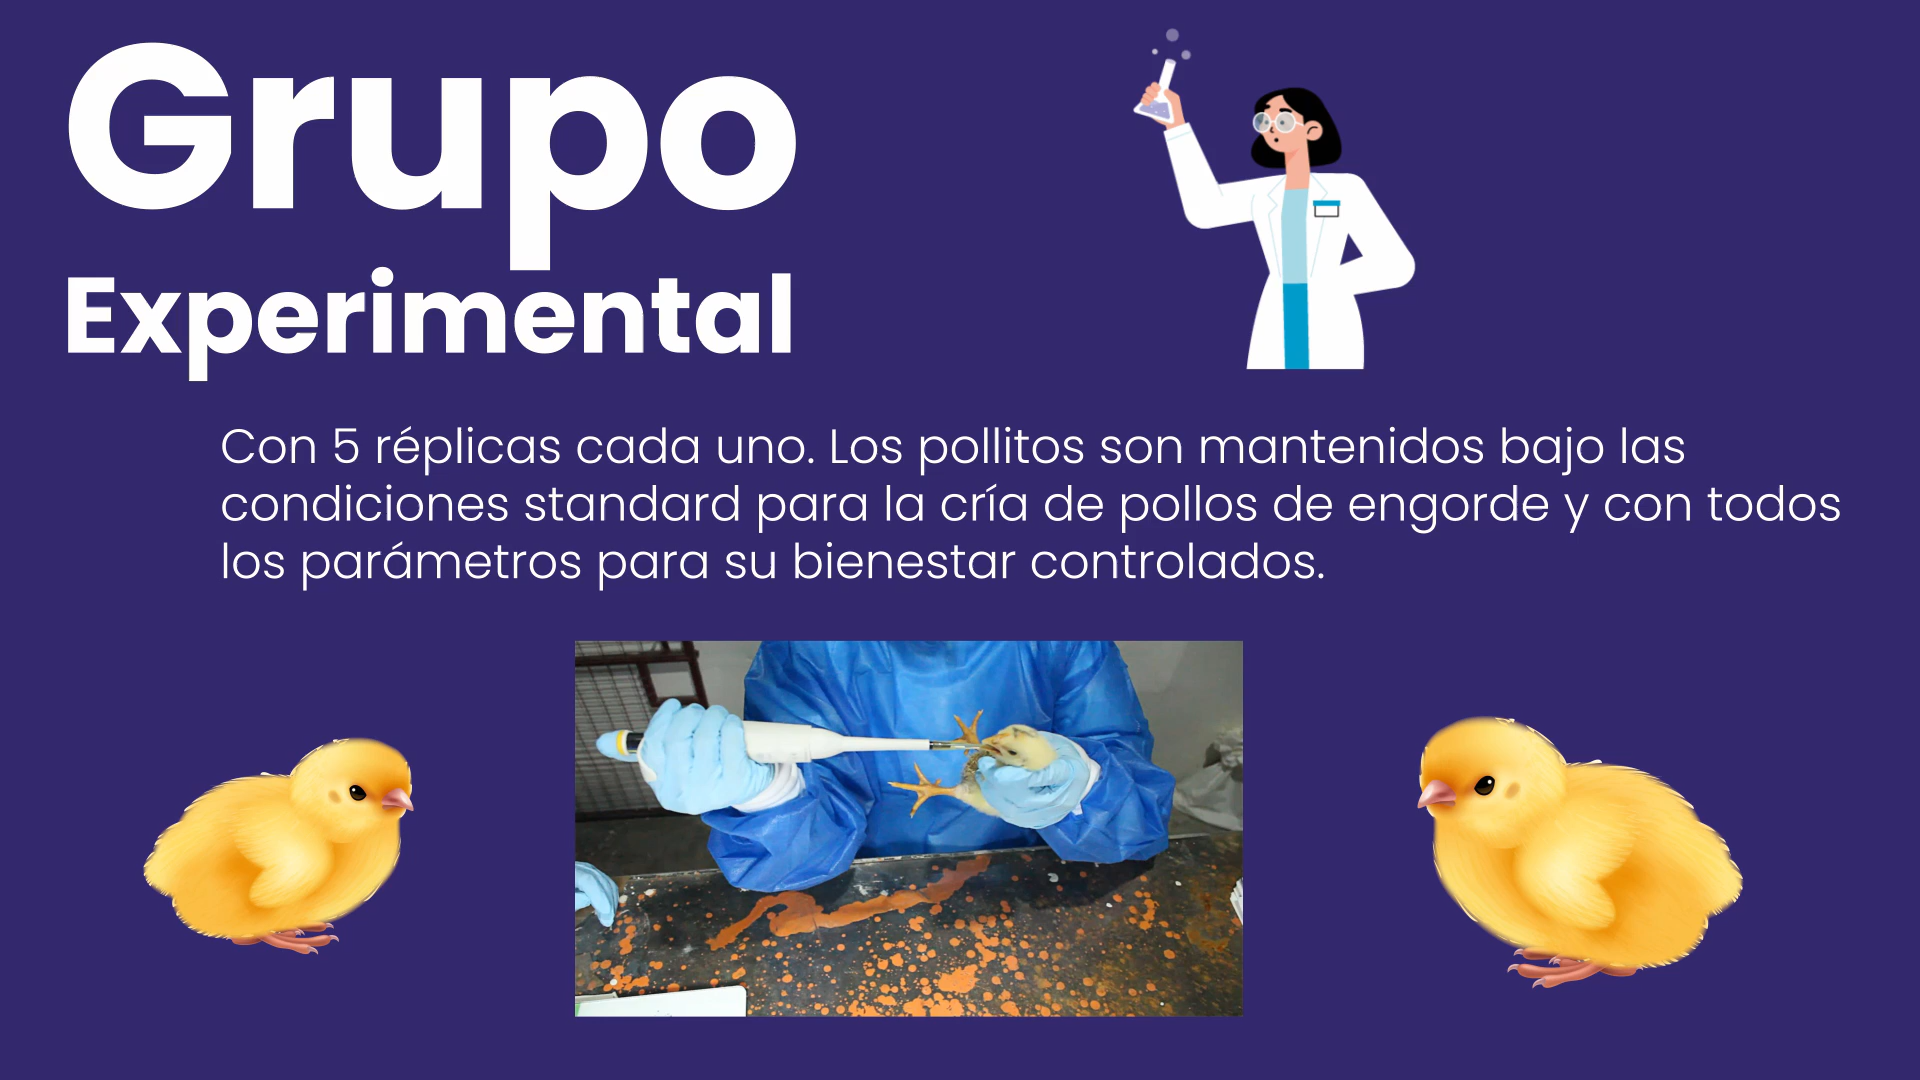 Grupo
Experimental
Con 5 réplicas cada uno. Los pollitos son mantenidos bajo las
condiciones standard para la cría de pollos de engorde y con todos
los parámetros para su bienestar controlados.